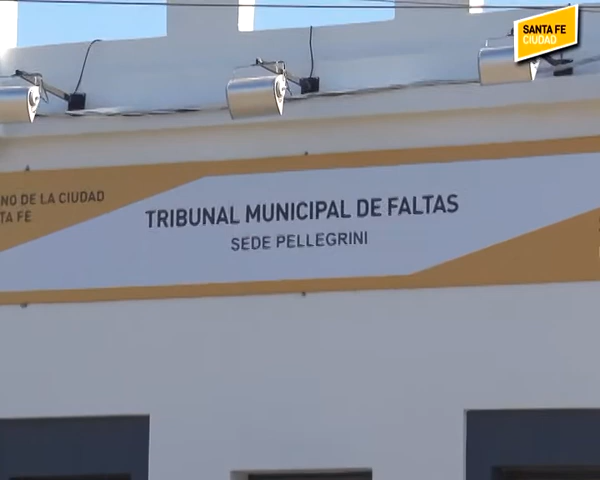 SANTA FE
CIUDAD
NO DE LA CIUDAD
TA FE
TRIBUNAL MUNICIPAL DE FALTAS
SEDE PELLEGRINI